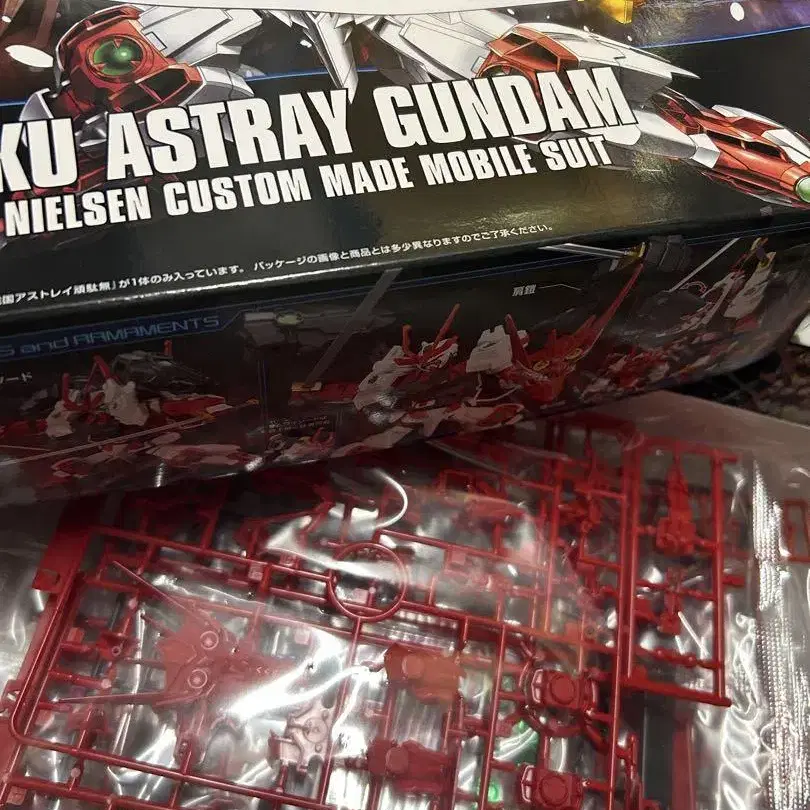 KU ASTRAY GUNDAM
NIELSEN CUSTOM MADE MOBILE SUIT
国アストレイ頑駄無』が1体のみ入っています。 パッケージの画像と商品とは多少異なりますのでご了承ください。
肩鎧
S and ARMAMENTS
ード